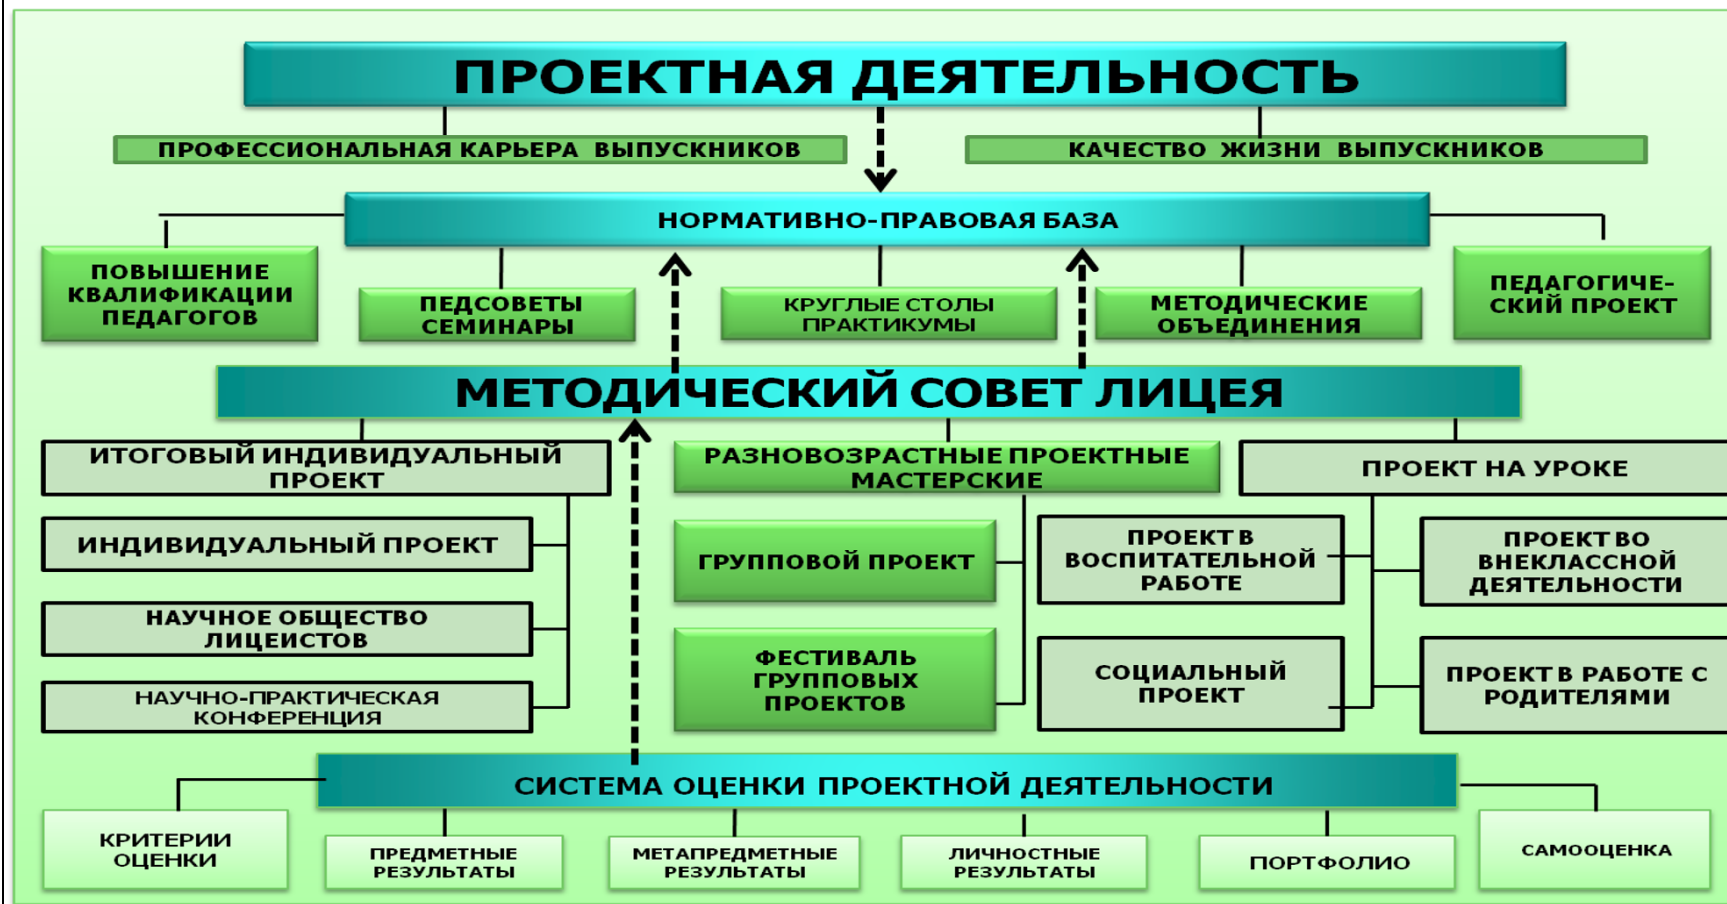 ПРОЕКТНАЯ ДЕЯТЕЛЬНОСТЬ
ПРОФЕССИОНАЛЬНАЯ КАРЬЕРА ВЫПУСКНИКОВ
КАЧЕСТВО ЖИЗНИ ВЫПУСКНИКОВ
НОРМАТИВНО-ПРАВОВАЯ БАЗА
ПОВЫШЕНИЕ
КВАЛИФИКАЦИИ
ПЕДАГОГОВ
ПЕДСОВЕТЫ
СЕМИНАРЫ
КРУГЛЫЕ СТОЛЫ
ПРАКТИКУМЫ
МЕТОДИЧЕСКИЕ
ОБЪЕДИНЕНИЯ
ПЕДАГОГИЧЕ-
СКИЙ ПРОЕКТ
МЕТОДИЧЕСКИЙ СОВЕТ ЛИЦЕЯ
ИТОГОВЫЙ ИНДИВИДУАЛЬНЫЙ
ПРОЕКТ
ИНДИВИДУАЛЬНЫЙ ПРОЕКТ
НАУЧНОЕ ОБЩЕСТВО
ЛИЦЕИСТОВ
НАУЧНО-ПРАКТИЧЕСКАЯ
КОНФЕРЕНЦИЯ
РАЗНОВОЗРАСТНЫЕ ПРОЕКТНЫЕ
МАСТЕРСКИЕ
ГРУППОВОЙ ПРОЕКТ
ФЕСТИВАЛЬ
ГРУППОВЫХ
ПРОЕКТОВ
ПРОЕКТ НА УРОКЕ
ПРОЕКТ В
ВОСПИТАТЕЛЬНОЙ
РАБОТЕ
ПРОЕКТ ВО
ВНЕКЛАССНОЙ
ДЕЯТЕЛЬНОСТИ
СОЦИАЛЬНЫЙ
ПРОЕКТ
ПРОЕКТ В РАБОТЕ С
РОДИТЕЛЯМИ
СИСТЕМА ОЦЕНКИ ПРОЕКТНОЙ ДЕЯТЕЛЬНОСТИ
КРИТЕРИИ
ОЦЕНКИ
ПРЕДМЕТНЫЕ
РЕЗУЛЬТАТЫ
МЕТАПРЕДМЕТНЫЕ
РЕЗУЛЬТАТЫ
ЛИЧНОСТНЫЕ
РЕЗУЛЬТАТЫ
ПОРТФОЛИО
САМООЦЕНКА